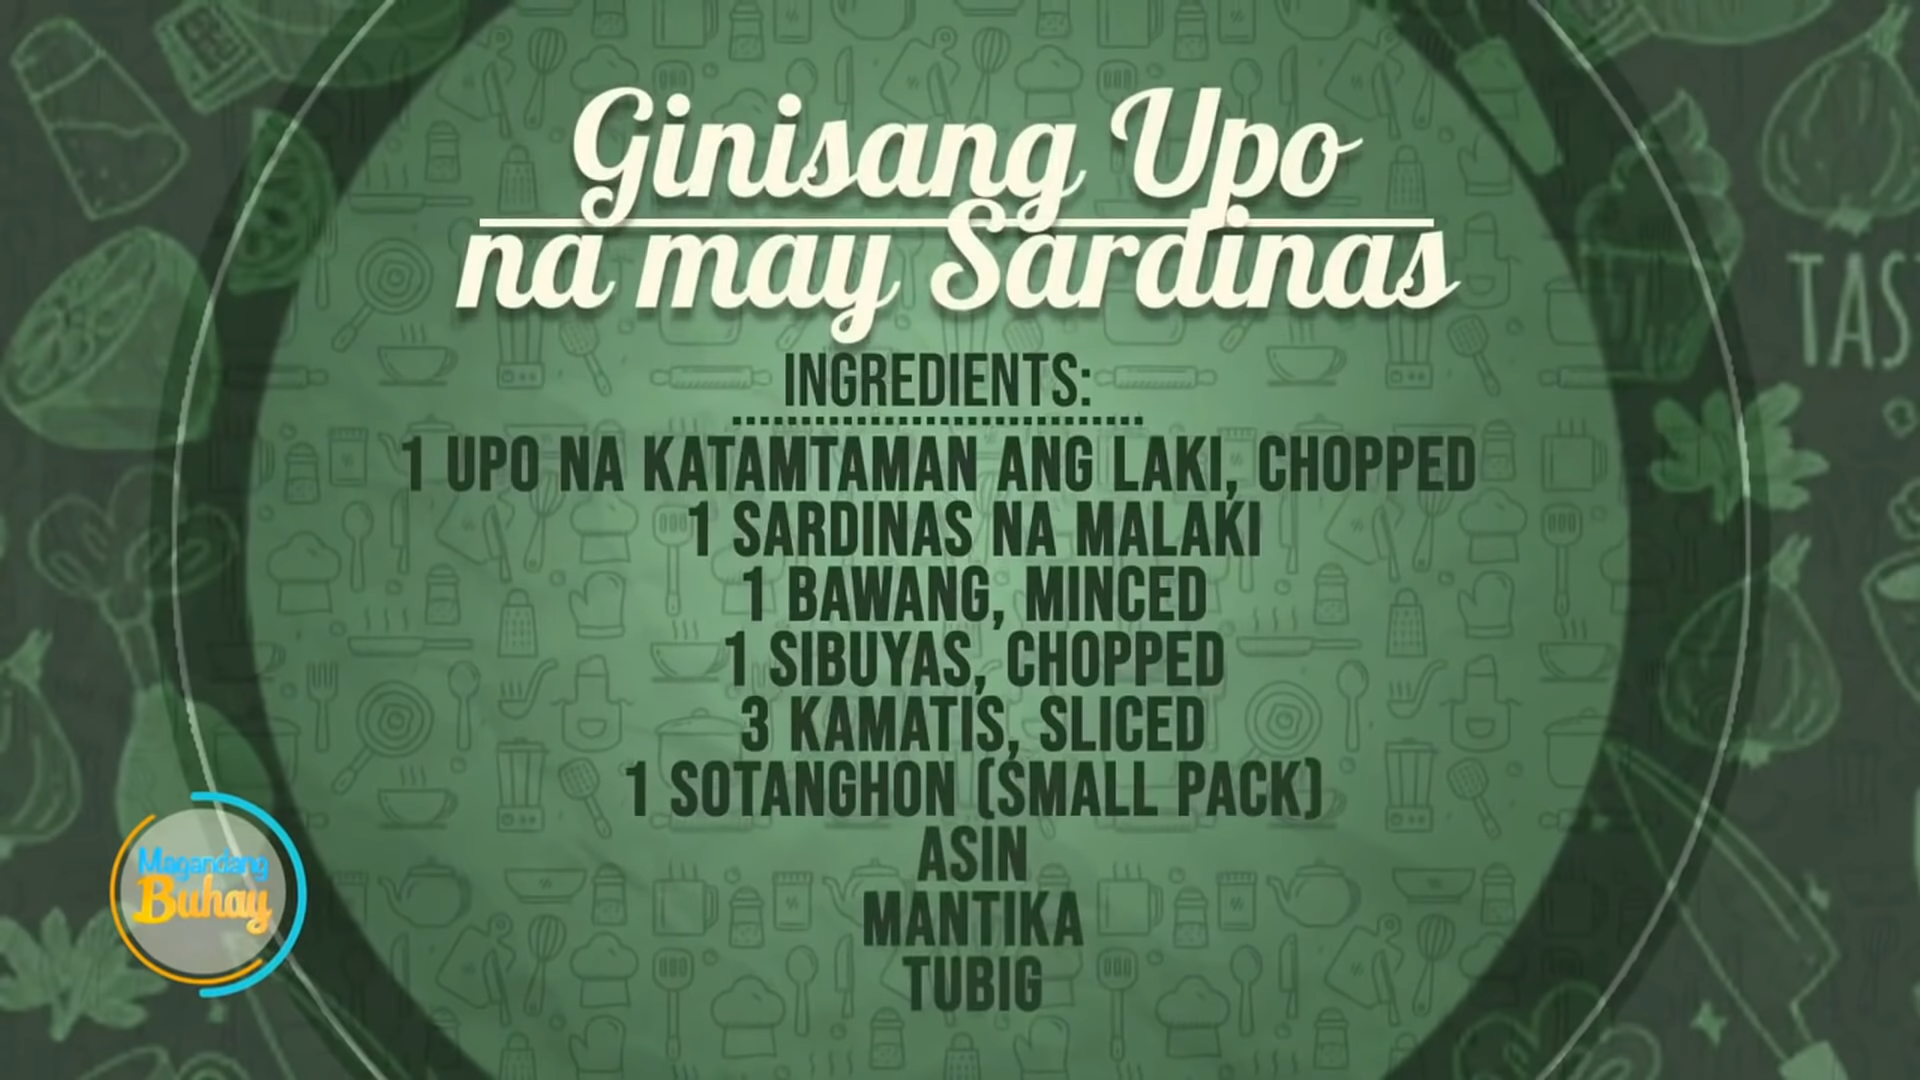 Ginisang Upo
na may Sardinas
INGREDIENTS:
1 UPO NA KATAMTAMAN ANG LAKI, CHOPPED
1 SARDINAS NA MALAKI
1 BAWANG, MINCED
1 SIBUYAS, CHOPPED
3 KAMATIS, SLICED
1 SOTANGHON (SMALL PACK)
ASIN
MANTIKA
TUBIG
Magandang
Buhay
TAS